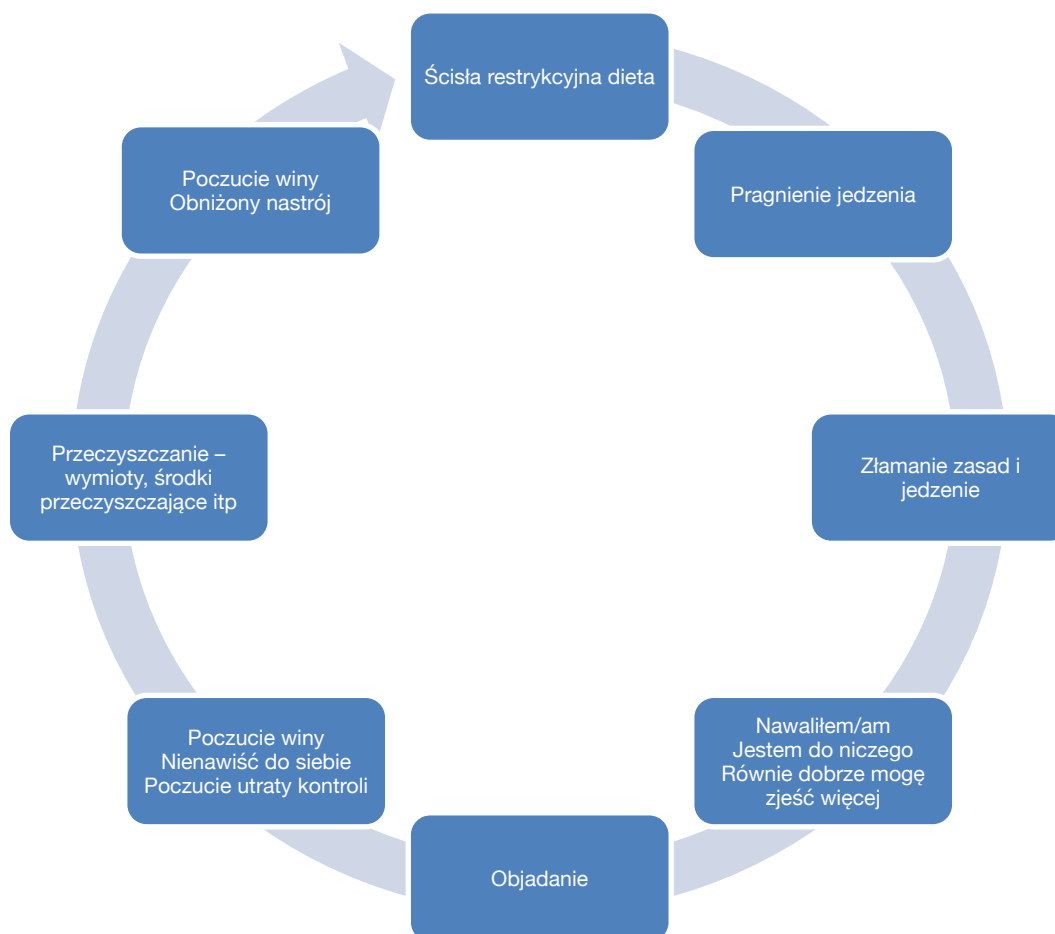 Ścisła restrykcyjna dieta
Pragnienie jedzenia
Złamanie zasad i
jedzenie
Nawaliłem/am
Jestem do niczego
Równie dobrze mogę
zjeść więcej
Objadanie
Poczucie winy
Nienawiść do siebie
Poczucie utraty kontroli
Przeczyszczanie –
wymioty, środki
przeczyszczające itp
Poczucie winy
Obniżony nastrój